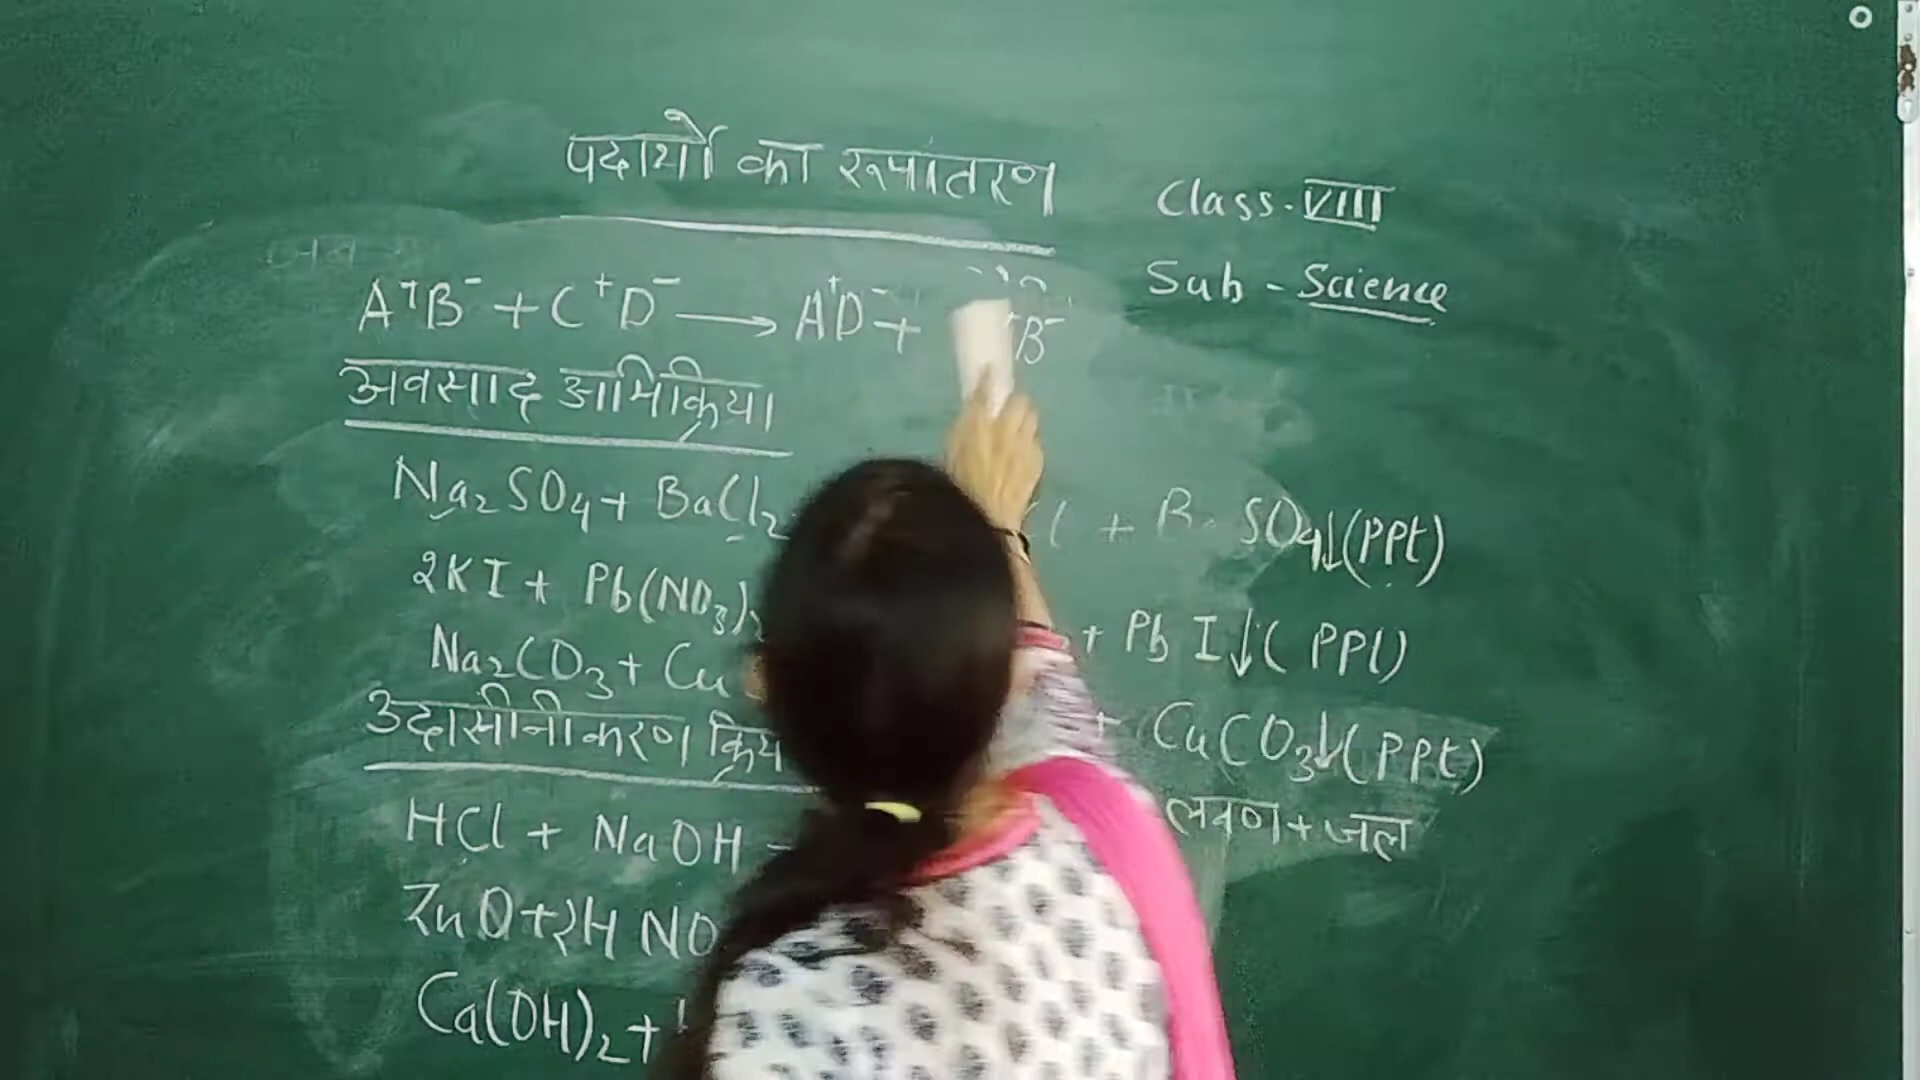 पदार्थो का रूपांतरण
Class-VIII
Sub - Science
A⁺B⁻ + C⁺D⁻ → A⁺D⁻ + B⁻
अवसाद अभिक्रिया
Na₂SO₄ + BaCl₂ + SO₄↓(PPt)
2KI + Pb(NO₃)₂ + PbI↓(PPt)
Na₂CO₃ + Cu + CuCO₃↓(PPt)
उदासीनीकरण लवण + जल
HCl + NaOH
ZnO + 2HNO
Ca(OH)₂ +